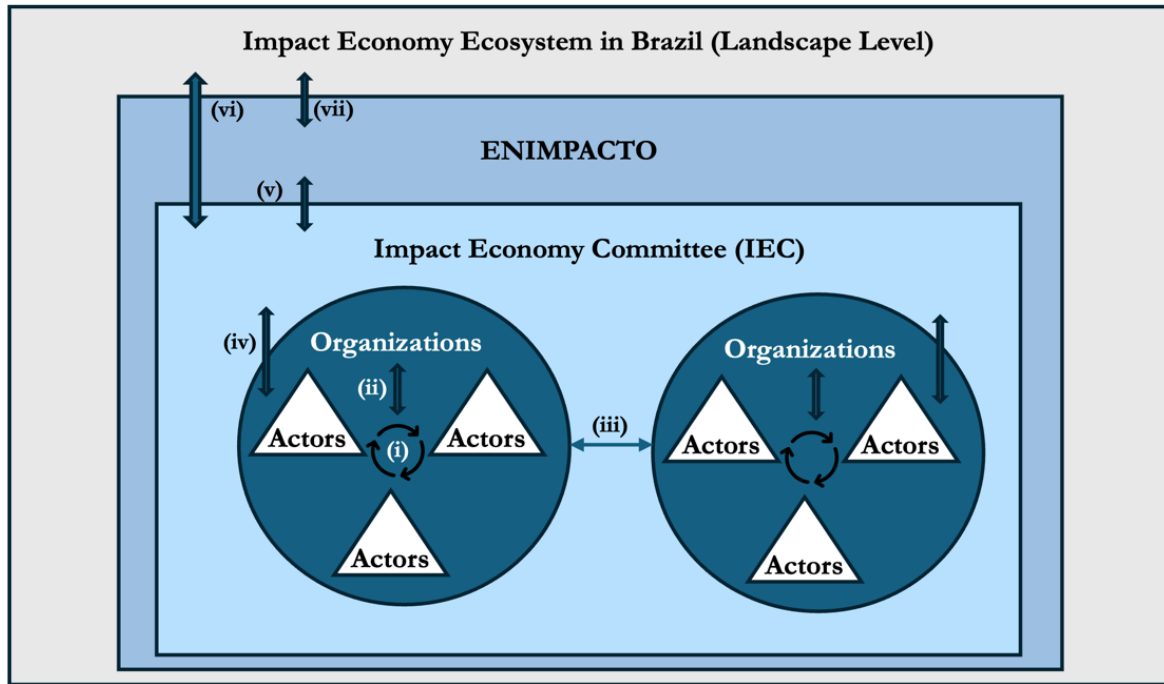 Impact Economy Ecosystem in Brazil (Landscape Level)
(vi)
(vii)
ENIMPACTO
(v)
Impact Economy Committee (IEC)
(iv)
Organizations
(ii)
Actors
Actors
(i)
Actors
(iii)
Organizations
Actors
Actors
Actors